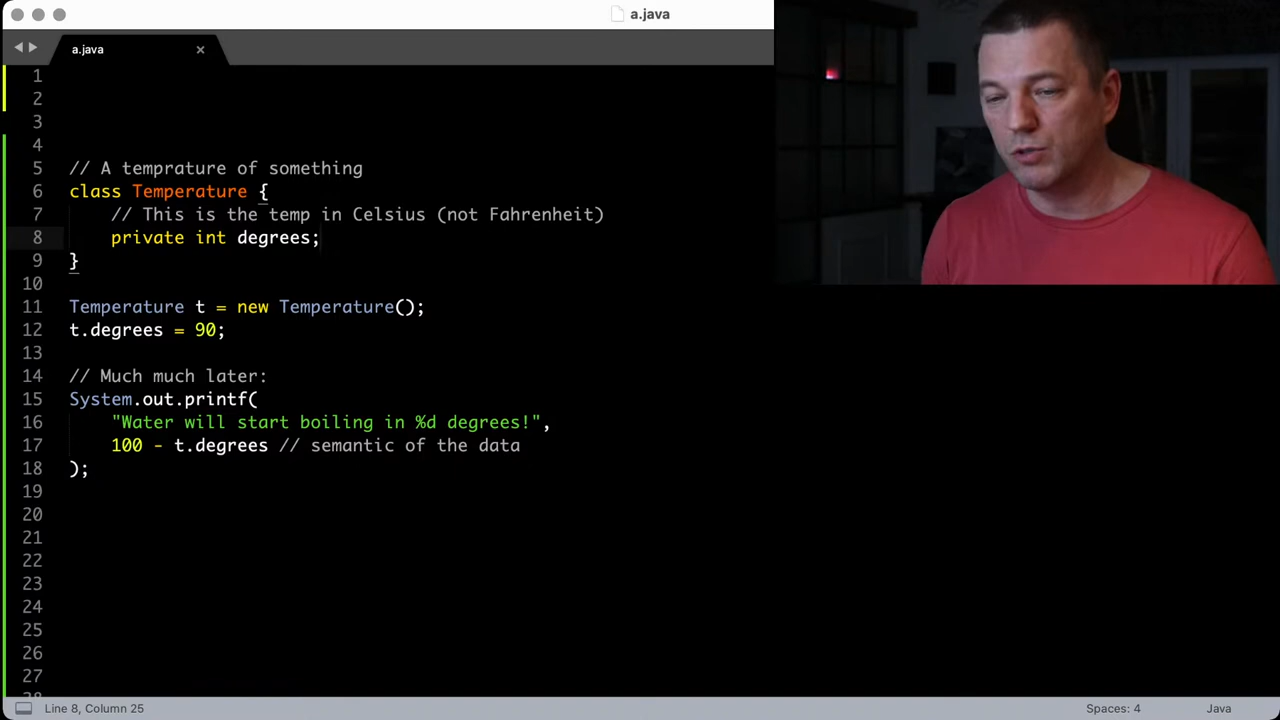 a.java
a.java ×
1
2
3
4
5 // A temprature of something
6 class Temperature {
7 // This is the temp in Celsius (not Fahrenheit)
8 private int degrees;
9 }
10
11 Temperature t = new Temperature();
12 t.degrees = 90;
13
14 // Much much later:
15 System.out.printf(
16 "Water will start boiling in %d degrees!",
17 100 - t.degrees // semantic of the data
18 );
19
20
21
22
23
24
25
26
27
28
Line 8, Column 25
Spaces: 4
Java